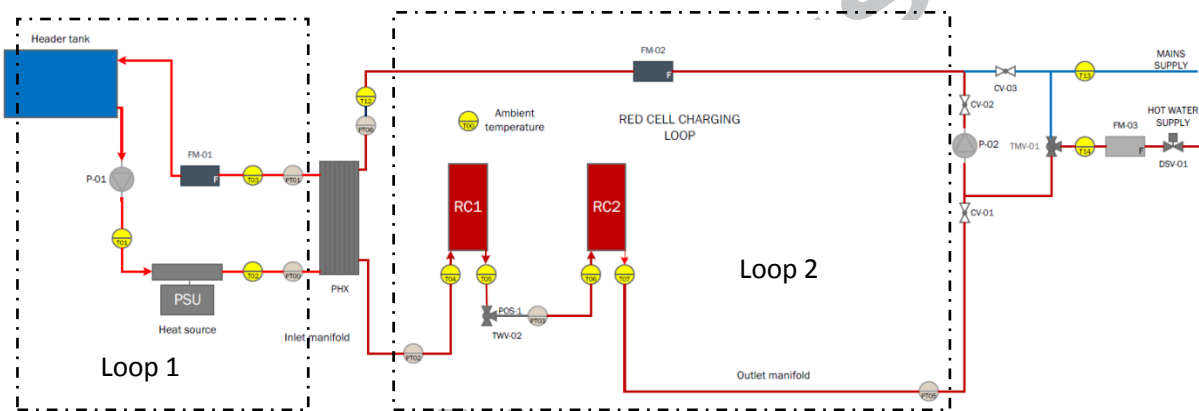 Header tank
FM-02
F
MAINS
SUPPLY
T13
CV-03
T12
T00
Ambient
temperature
PT06
RED CELL CHARGING
LOOP
CV-02
HOT WATER
SUPPLY
FM-03
F
P-02
TMV-01
T14
DSV-01
FM-01
F
T03
PT01
P-01
RC1
RC2
CV-01
T01
T02
PT00
PHX
T04
T05
T06
T07
Loop 2
PSU
POS-1
PT03
TWV-02
Heat source
Inlet manifold
PT02
Loop 1
Outlet manifold
PT05